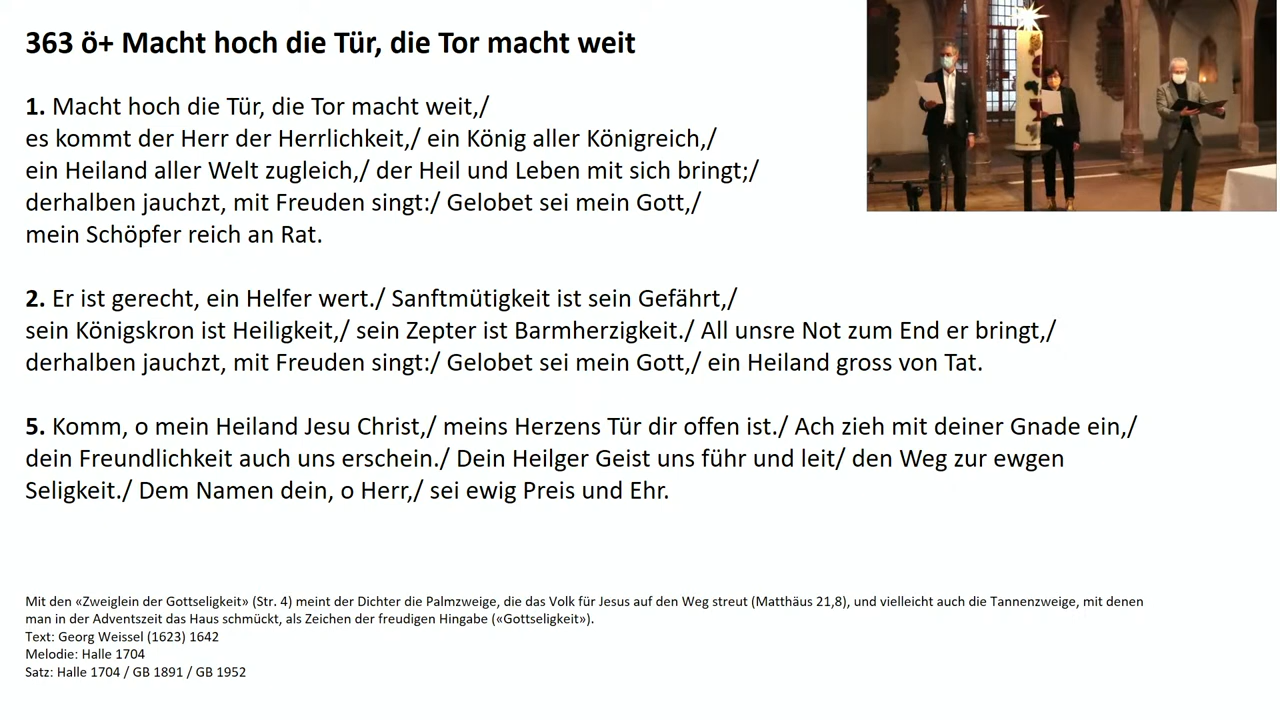 363 ö+ Macht hoch die Tür, die Tor macht weit
1. Macht hoch die Tür, die Tor macht weit,/
es kommt der Herr der Herrlichkeit,/ ein König aller Königreich,/
ein Heiland aller Welt zugleich,/ der Heil und Leben mit sich bringt;/
derhalben jauchzt, mit Freuden singt:/ Gelobet sei mein Gott,/
mein Schöpfer reich an Rat.
2. Er ist gerecht, ein Helfer wert./ Sanftmütigkeit ist sein Gefährt,/
sein Königskron ist Heiligkeit,/ sein Zepter ist Barmherzigkeit./ All unsre Not zum End er bringt,/
derhalben jauchzt, mit Freuden singt:/ Gelobet sei mein Gott,/ ein Heiland gross von Tat.
5. Komm, o mein Heiland Jesu Christ,/ meins Herzens Tür dir offen ist./ Ach zieh mit deiner Gnade ein,/
dein Freundlichkeit auch uns erschein./ Dein Heilger Geist uns führ und leit/ den Weg zur ewgen
Seligkeit./ Dem Namen dein, o Herr,/ sei ewig Preis und Ehr.
Mit den «Zweiglein der Gottseligkeit» (Str. 4) meint der Dichter die Palmzweige, die das Volk für Jesus auf den Weg streut (Matthäus 21,8), und vielleicht auch die Tannenzweige, mit denen
man in der Adventszeit das Haus schmückt, als Zeichen der freudigen Hingabe («Gottseligkeit»).
Text: Georg Weissel (1623) 1642
Melodie: Halle 1704
Satz: Halle 1704 / GB 1891 / GB 1952